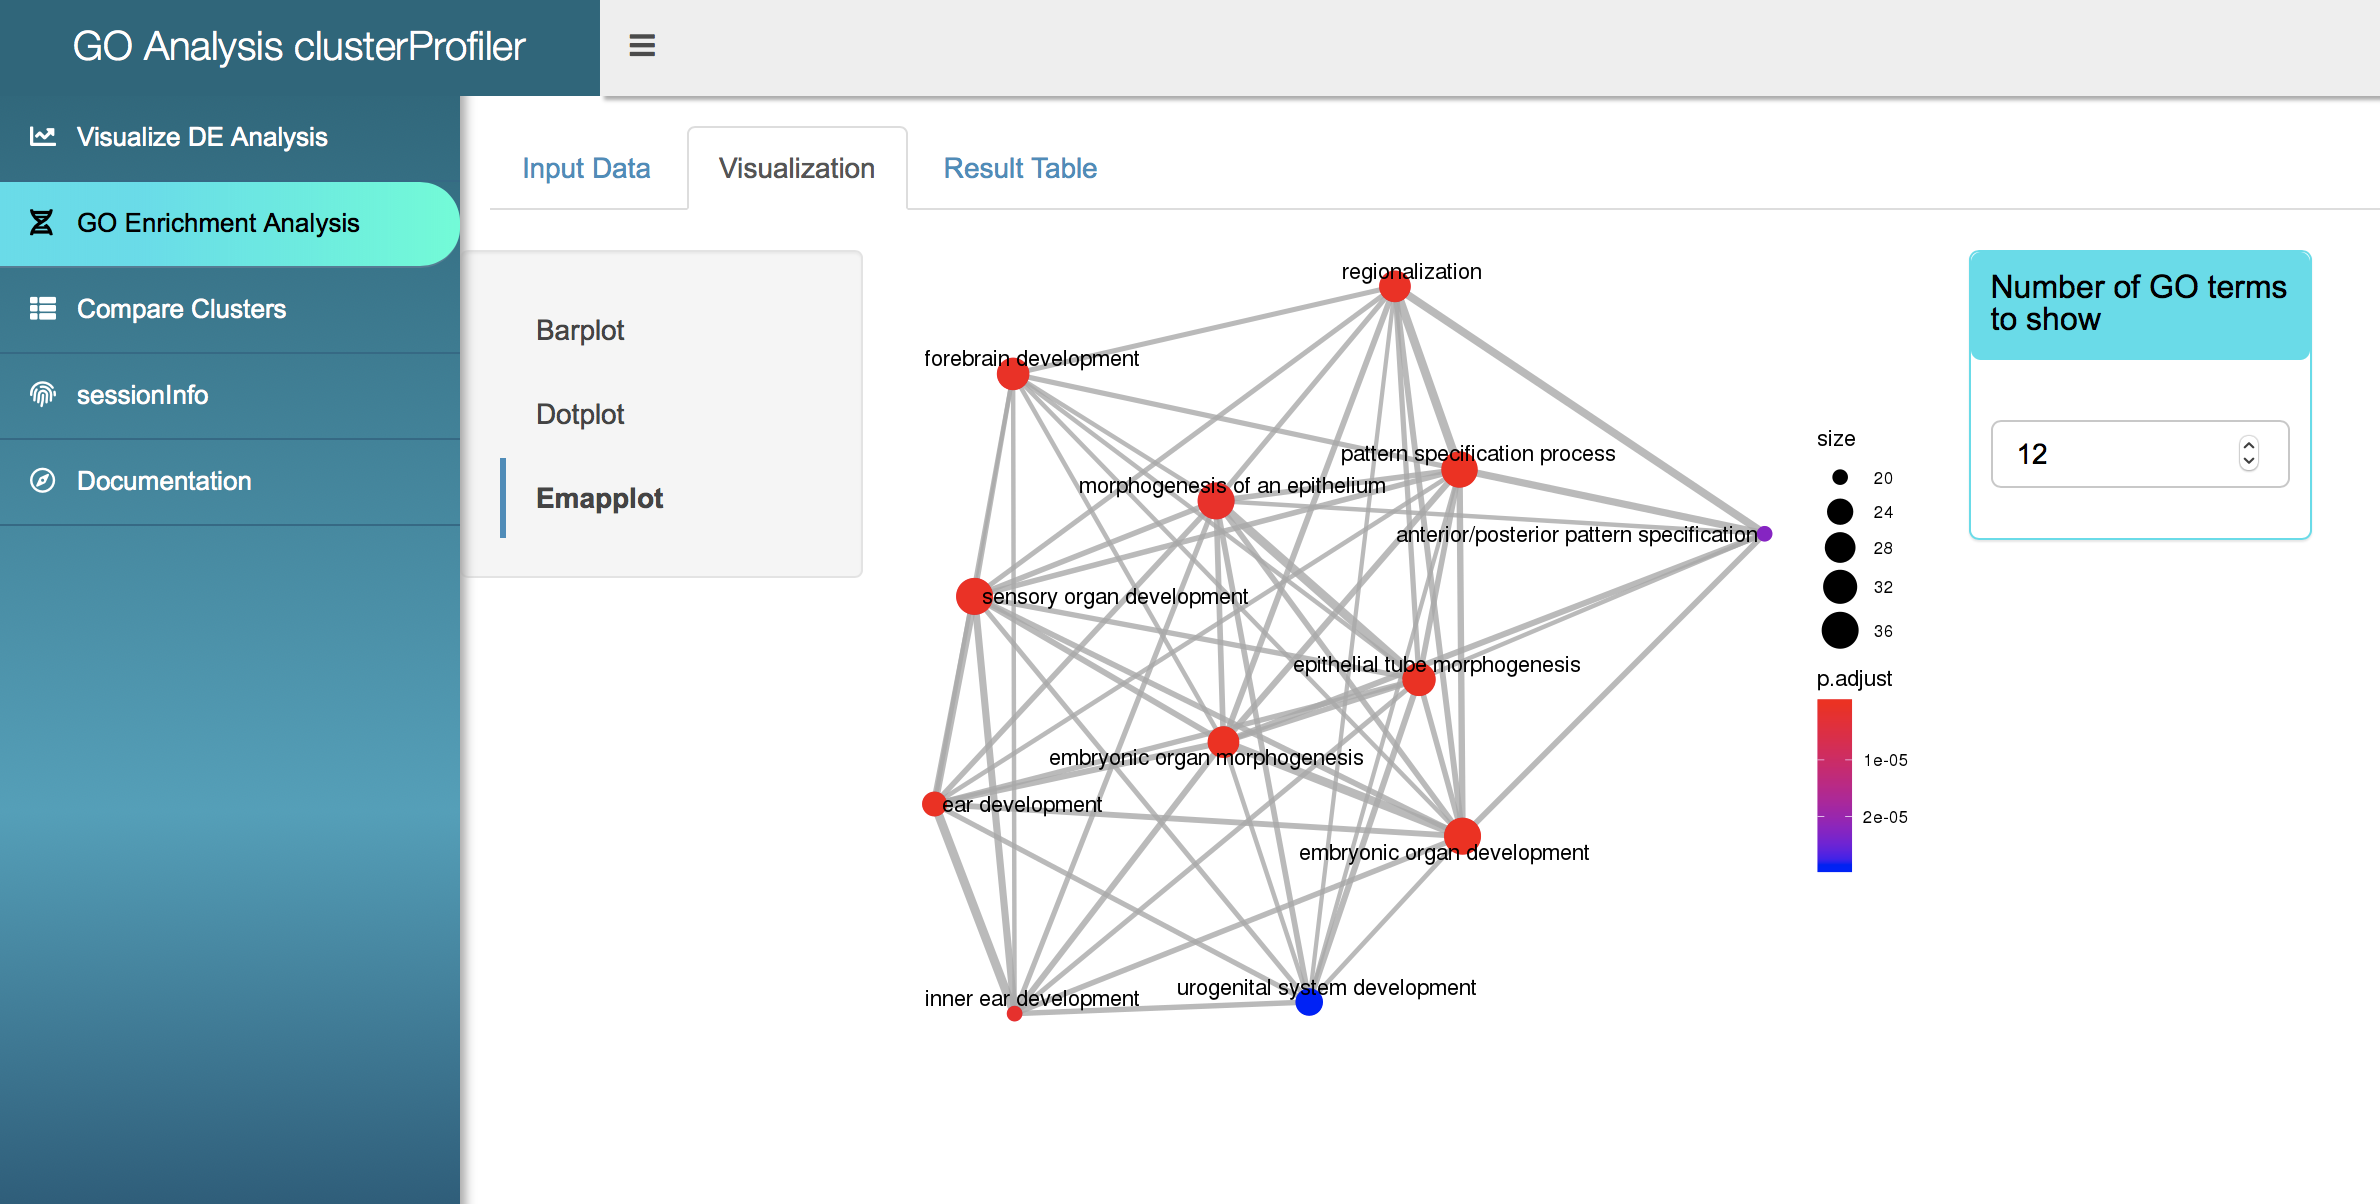 GO Analysis clusterProfiler
Visualize DE Analysis
GO Enrichment Analysis
Compare Clusters
sessionInfo
Documentation
Input Data
Visualization
Result Table
Barplot
Dotplot
Emapplot
regionalization
forebrain development
pattern specification process
morphogenesis of an epithelium
anterior/posterior pattern specification
sensory organ development
epithelial tube morphogenesis
embryonic organ morphogenesis
ear development
embryonic organ development
urogenital system development
inner ear development
size
20
24
28
32
36
p.adjust
1e-05
2e-05
Number of GO terms
to show
12